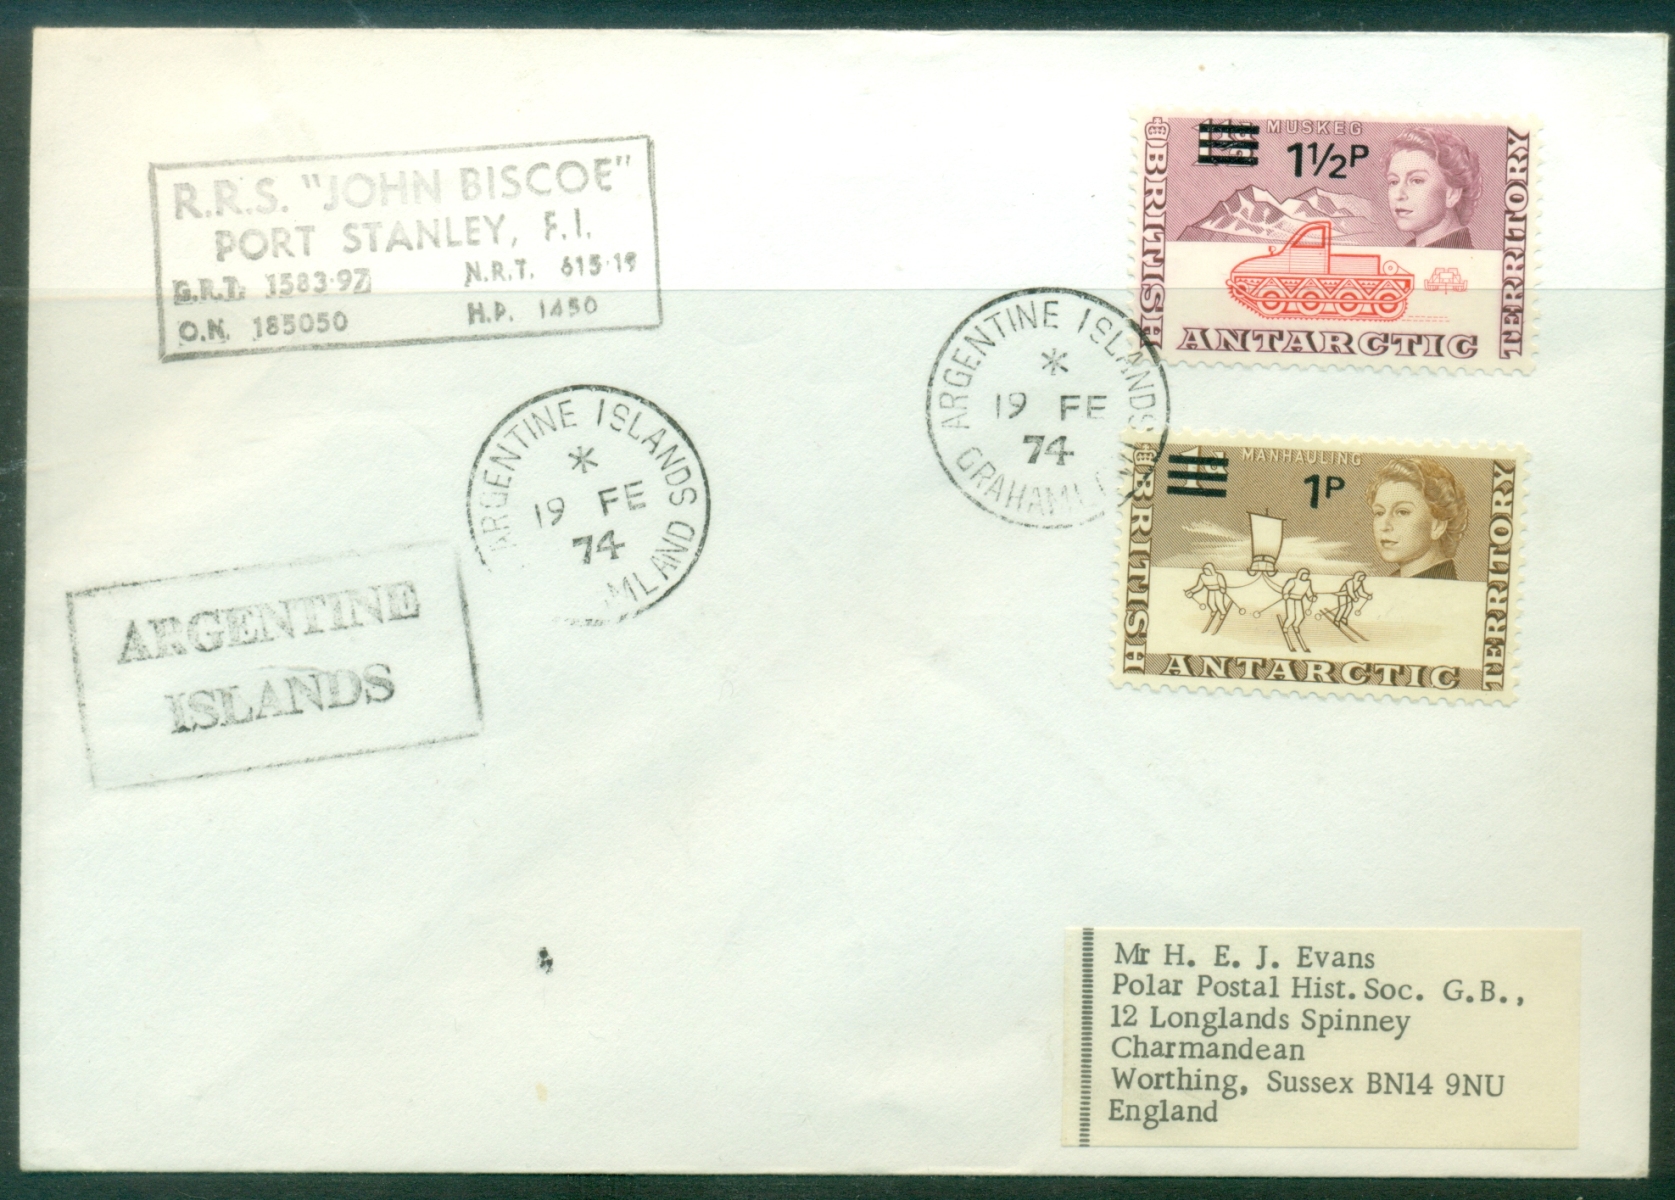 R.R.S. "JOHN BISCOE"
PORT STANLEY, F.I.
G.R.T. 1583·97 N.R.T. 615·19
O.N. 185050 H.P. 1450
MUSKEG
1½P
BRITISH
ANTARCTIC
TERRITORY
ARGENTINE ISLANDS
*
19 FE
74
GRAHAMLAND
ARGENTINE ISLANDS
*
19 FE
74
MLAND
1d MANHAULING
1P
BRITISH
ANTARCTIC
TERRITORY
ARGENTINE
ISLANDS
Mr H. E. J. Evans
Polar Postal Hist. Soc. G.B.,
12 Longlands Spinney
Charmandean
Worthing, Sussex BN14 9NU
England